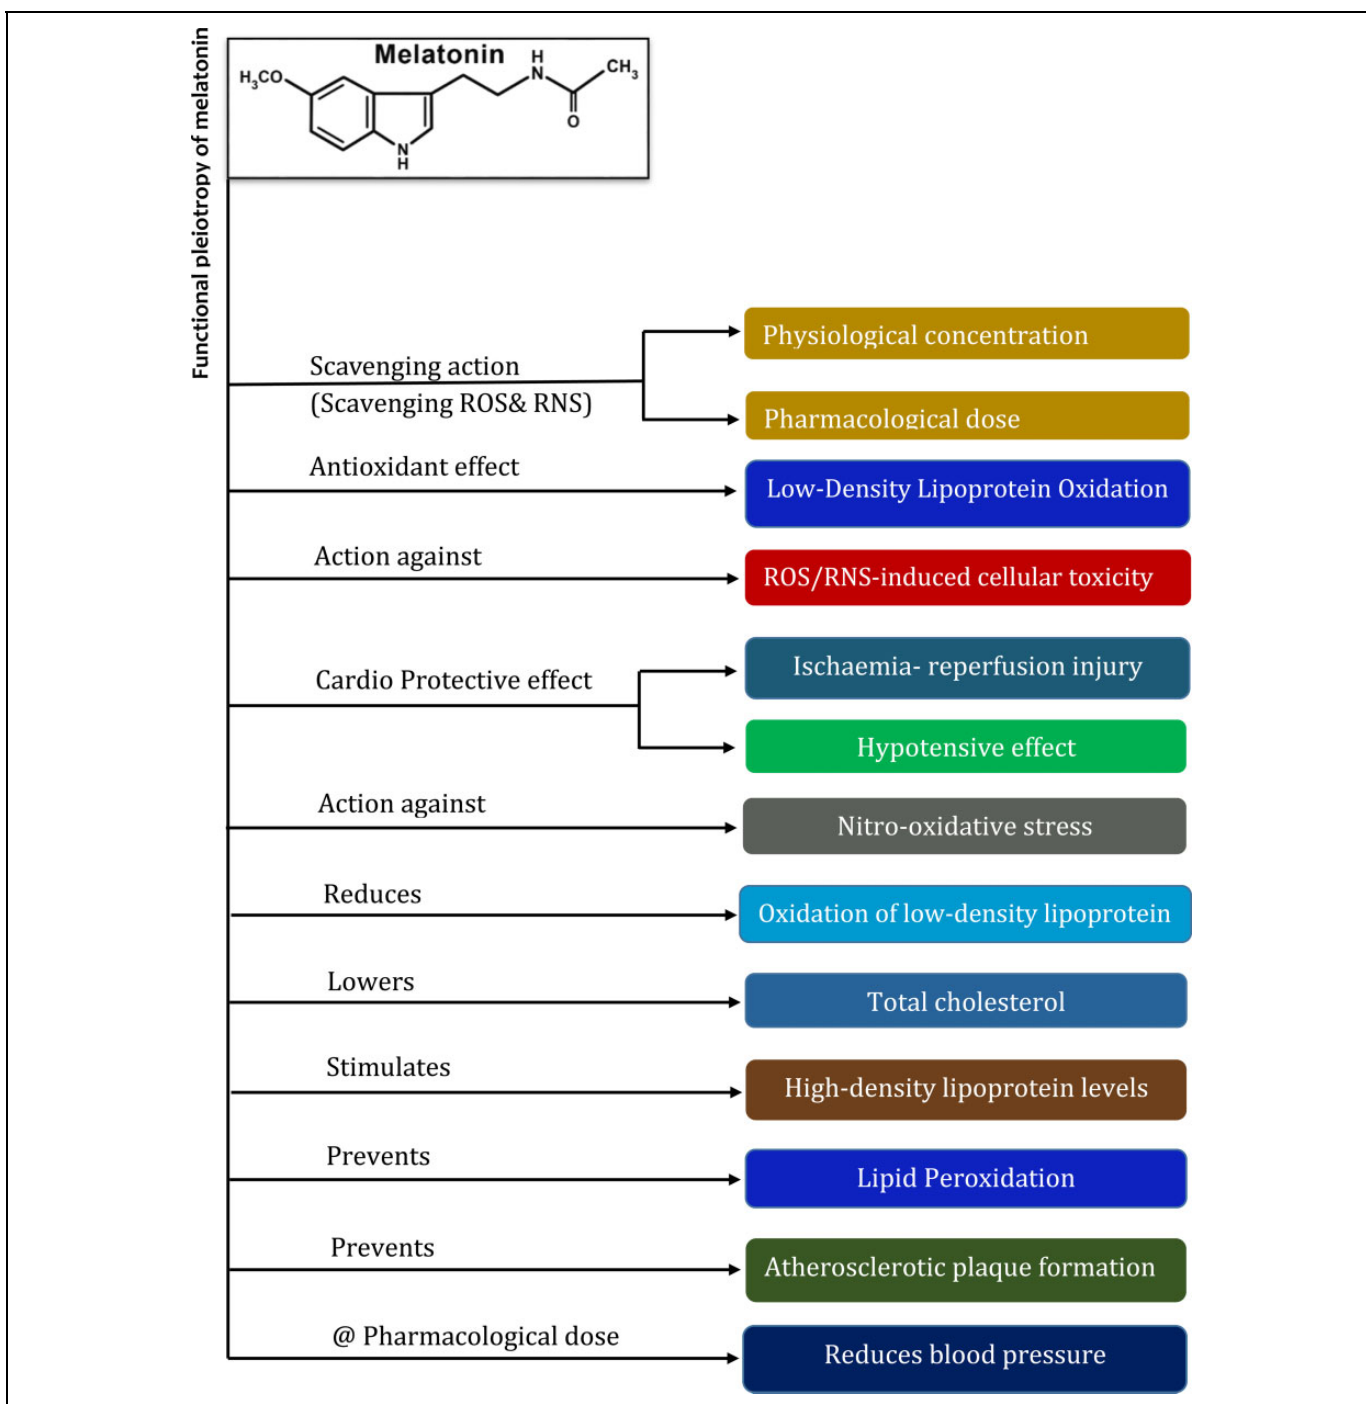 Functional pleiotropy of melatonin
Melatonin
H₃CO
H
N
CH₃
O
N
H
Scavenging action
(Scavenging ROS& RNS)
Physiological concentration
Pharmacological dose
Antioxidant effect
Low-Density Lipoprotein Oxidation
Action against
ROS/RNS-induced cellular toxicity
Cardio Protective effect
Ischaemia- reperfusion injury
Hypotensive effect
Action against
Nitro-oxidative stress
Reduces
Oxidation of low-density lipoprotein
Lowers
Total cholesterol
Stimulates
High-density lipoprotein levels
Prevents
Lipid Peroxidation
Prevents
Atherosclerotic plaque formation
@ Pharmacological dose
Reduces blood pressure